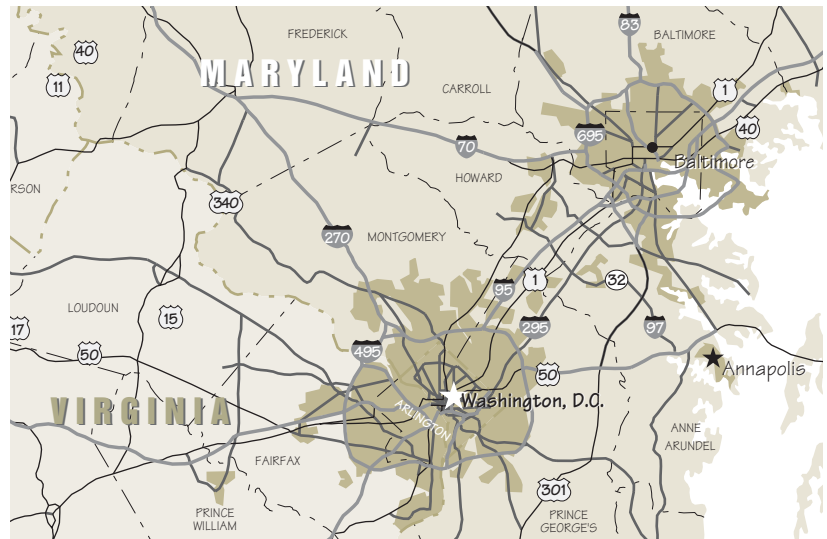 83
FREDERICK
BALTIMORE
40
MARYLAND
11
CARROLL
1
40
695
70
Baltimore
HOWARD
RSON
340
270
MONTGOMERY
1
32
95
LOUDOUN
15
17
295
97
50
495
50
Annapolis
Washington, D.C.
VIRGINIA
ARLINGTON
ANNE
ARUNDEL
FAIRFAX
301
PRINCE
WILLIAM
PRINCE
GEORGE'S